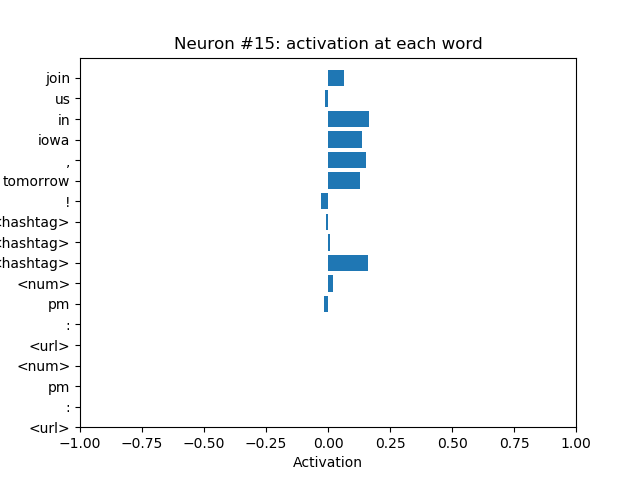 Neuron #15: activation at each word
join
us
in
iowa
,
tomorrow
!
hashtag>
hashtag>
hashtag>
<num>
pm
:
<url>
<num>
pm
:
<url>
−1.00 −0.75 −0.50 −0.25 0.00 0.25 0.50 0.75 1.00
Activation